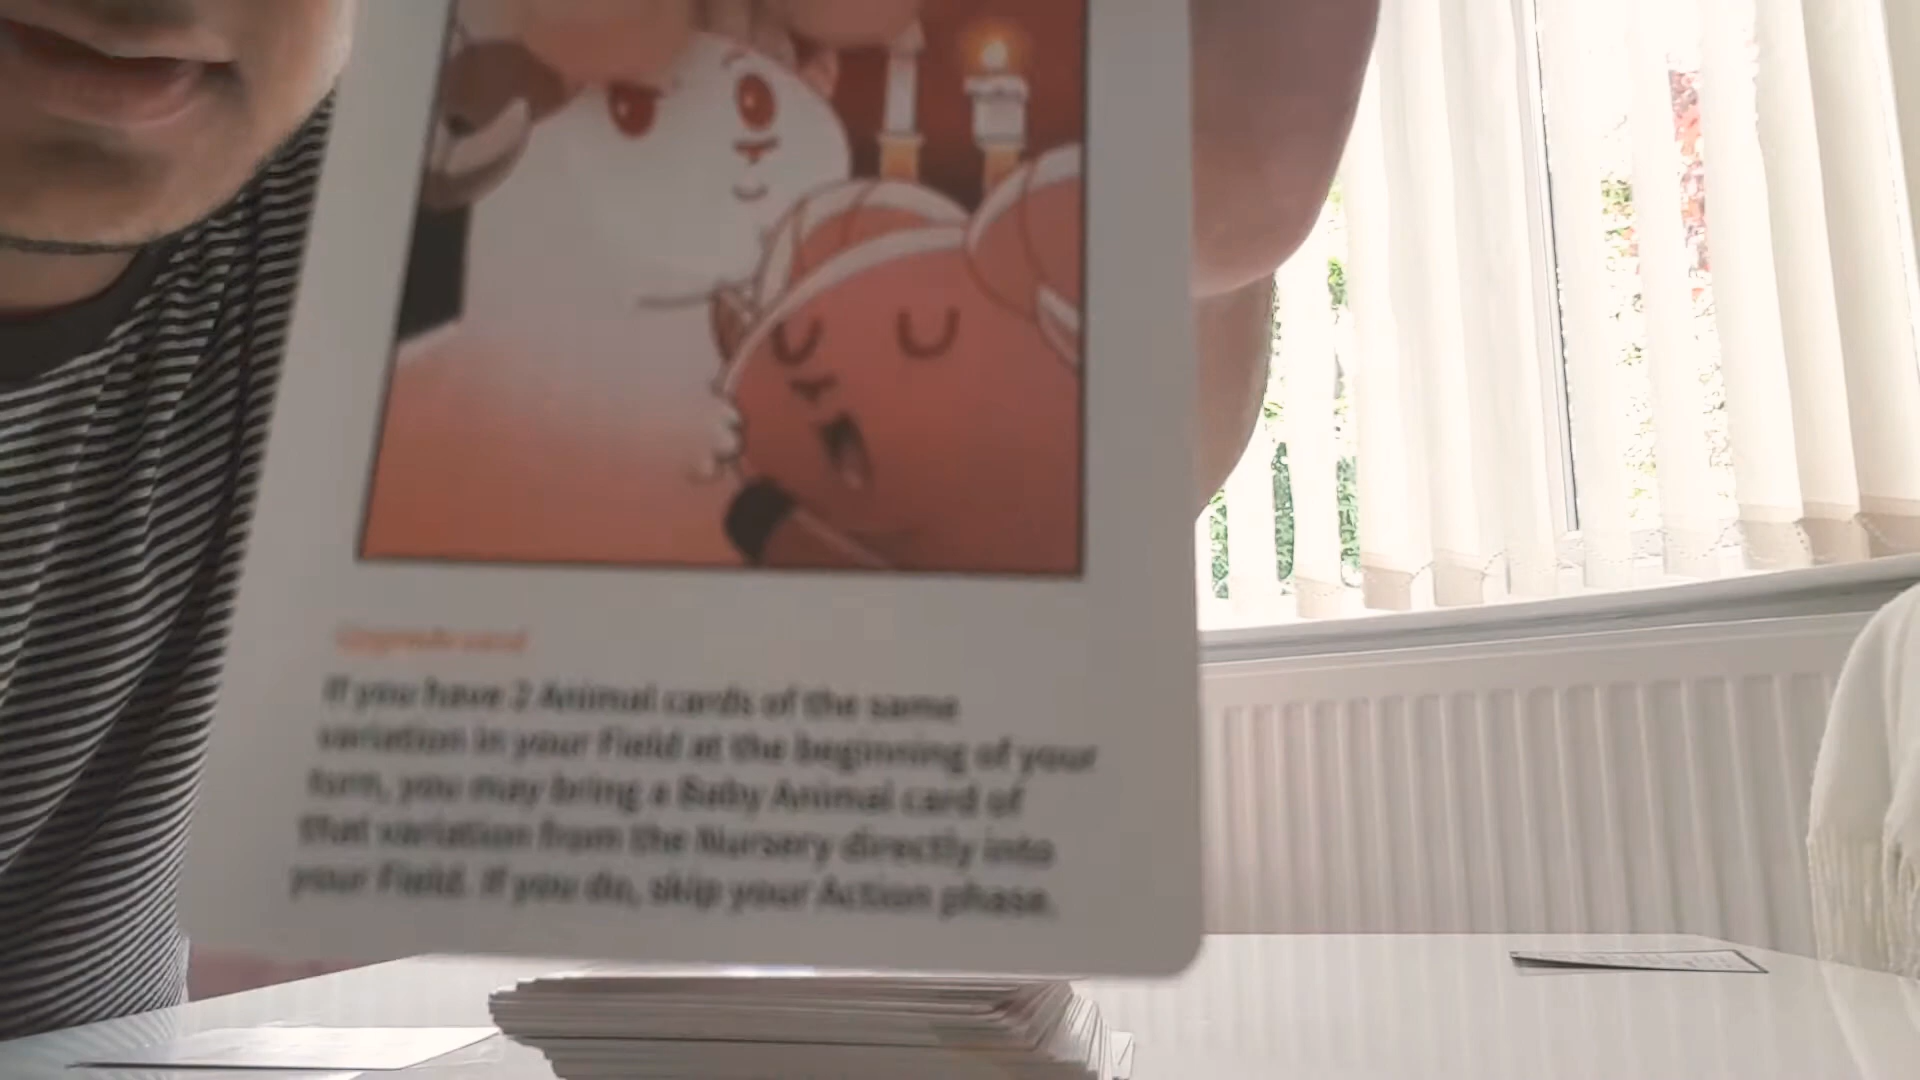 Upgrade card
If you have 2 Animal cards of the same
variation in your Field at the beginning of your
turn, you may bring a Baby Animal card of
that variation from the Nursery directly into
your Field. If you do, skip your Action phase.